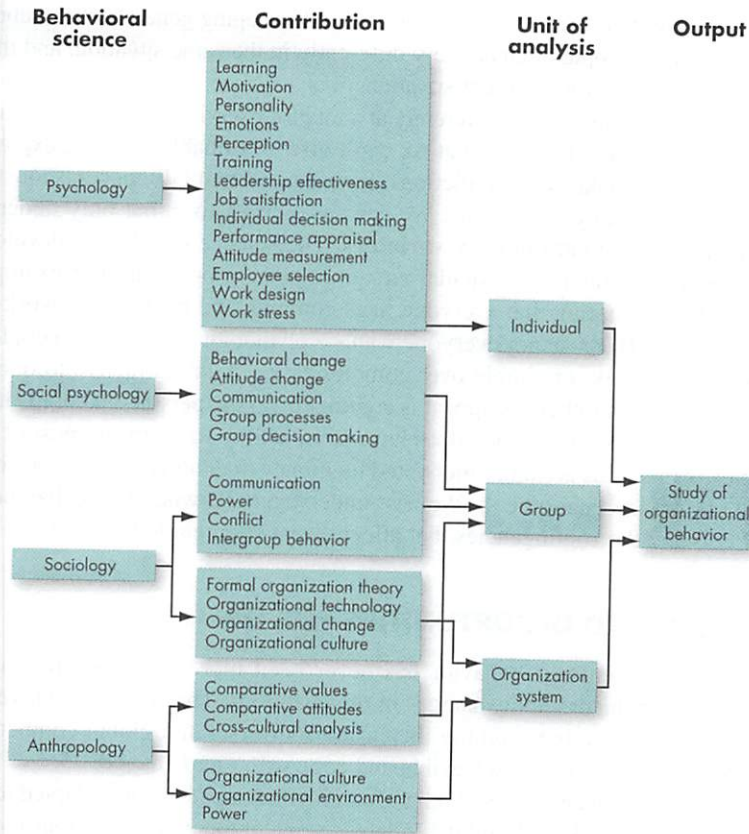 Behavioral
science
Contribution
Unit of
analysis
Output
Psychology
Learning
Motivation
Personality
Emotions
Perception
Training
Leadership effectiveness
Job satisfaction
Individual decision making
Performance appraisal
Attitude measurement
Employee selection
Work design
Work stress
Individual
Social psychology
Behavioral change
Attitude change
Communication
Group processes
Group decision making
Communication
Power
Conflict
Intergroup behavior
Group
Study of
organizational
behavior
Sociology
Formal organization theory
Organizational technology
Organizational change
Organizational culture
Organization
system
Anthropology
Comparative values
Comparative attitudes
Cross-cultural analysis
Organizational culture
Organizational environment
Power